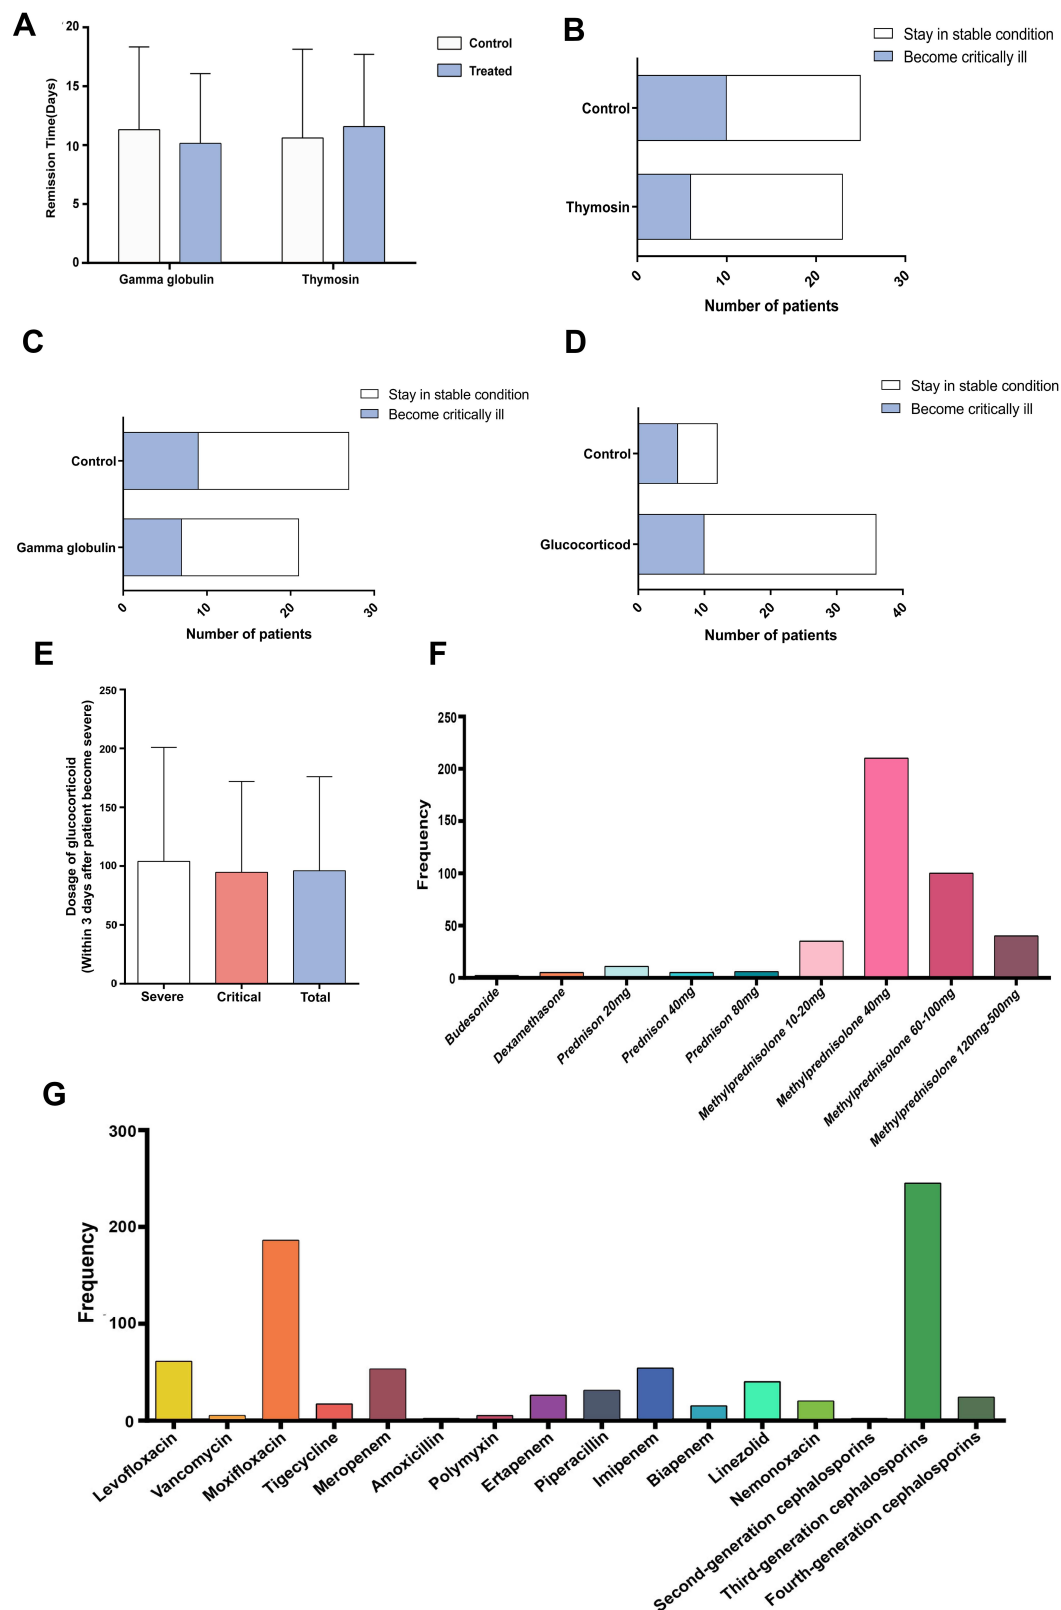 A
20
15
10
5
0
Remission Time(Days)
Control
Treated
Gamma globulin
Thymosin
B
Stay in stable condition
Become critically ill
Control
Thymosin
0
10
20
30
Number of patients
C
Stay in stable condition
Become critically ill
Control
Gamma globulin
0
10
20
30
Number of patients
D
Stay in stable condition
Become critically ill
Control
Glucocorticod
0
10
20
30
40
Number of patients
E
250
200
150
100
50
0
Dosage of glucocorticoid
(Within 3 days after patient become severe)
Severe
Critical
Total
F
250
200
150
100
50
0
Frequency
Budesonide
Dexamethasone
Prednison 20mg
Prednison 40mg
Prednison 80mg
Methylprednisolone 10-20mg
Methylprednisolone 40mg
Methylprednisolone 60-100mg
Methylprednisolone 120mg-500mg
G
300
200
100
0
Frequency
Levofloxacin
Vancomycin
Moxifloxacin
Tigecycline
Meropenem
Amoxicillin
Polymyxin
Ertapenem
Piperacillin
Imipenem
Biapenem
Linezolid
Nemonoxacin
Second-generation cephalosporins
Third-generation cephalosporins
Fourth-generation cephalosporins